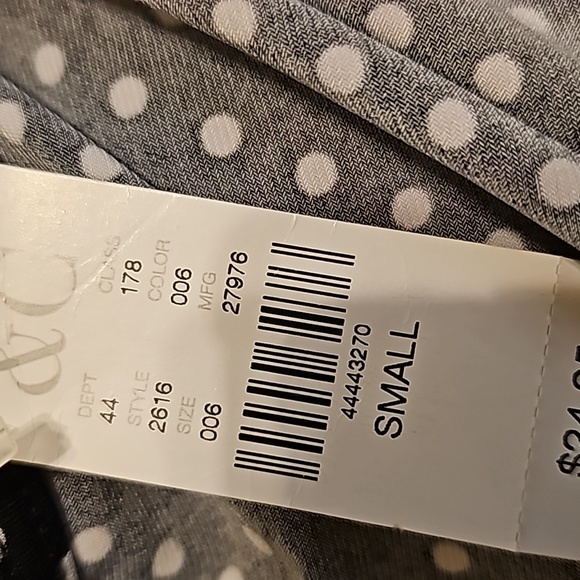 &C
DEPT CLASS
44 178
STYLE COLOR
2616 006
SIZE MFG
006 27976
44443270
SMALL